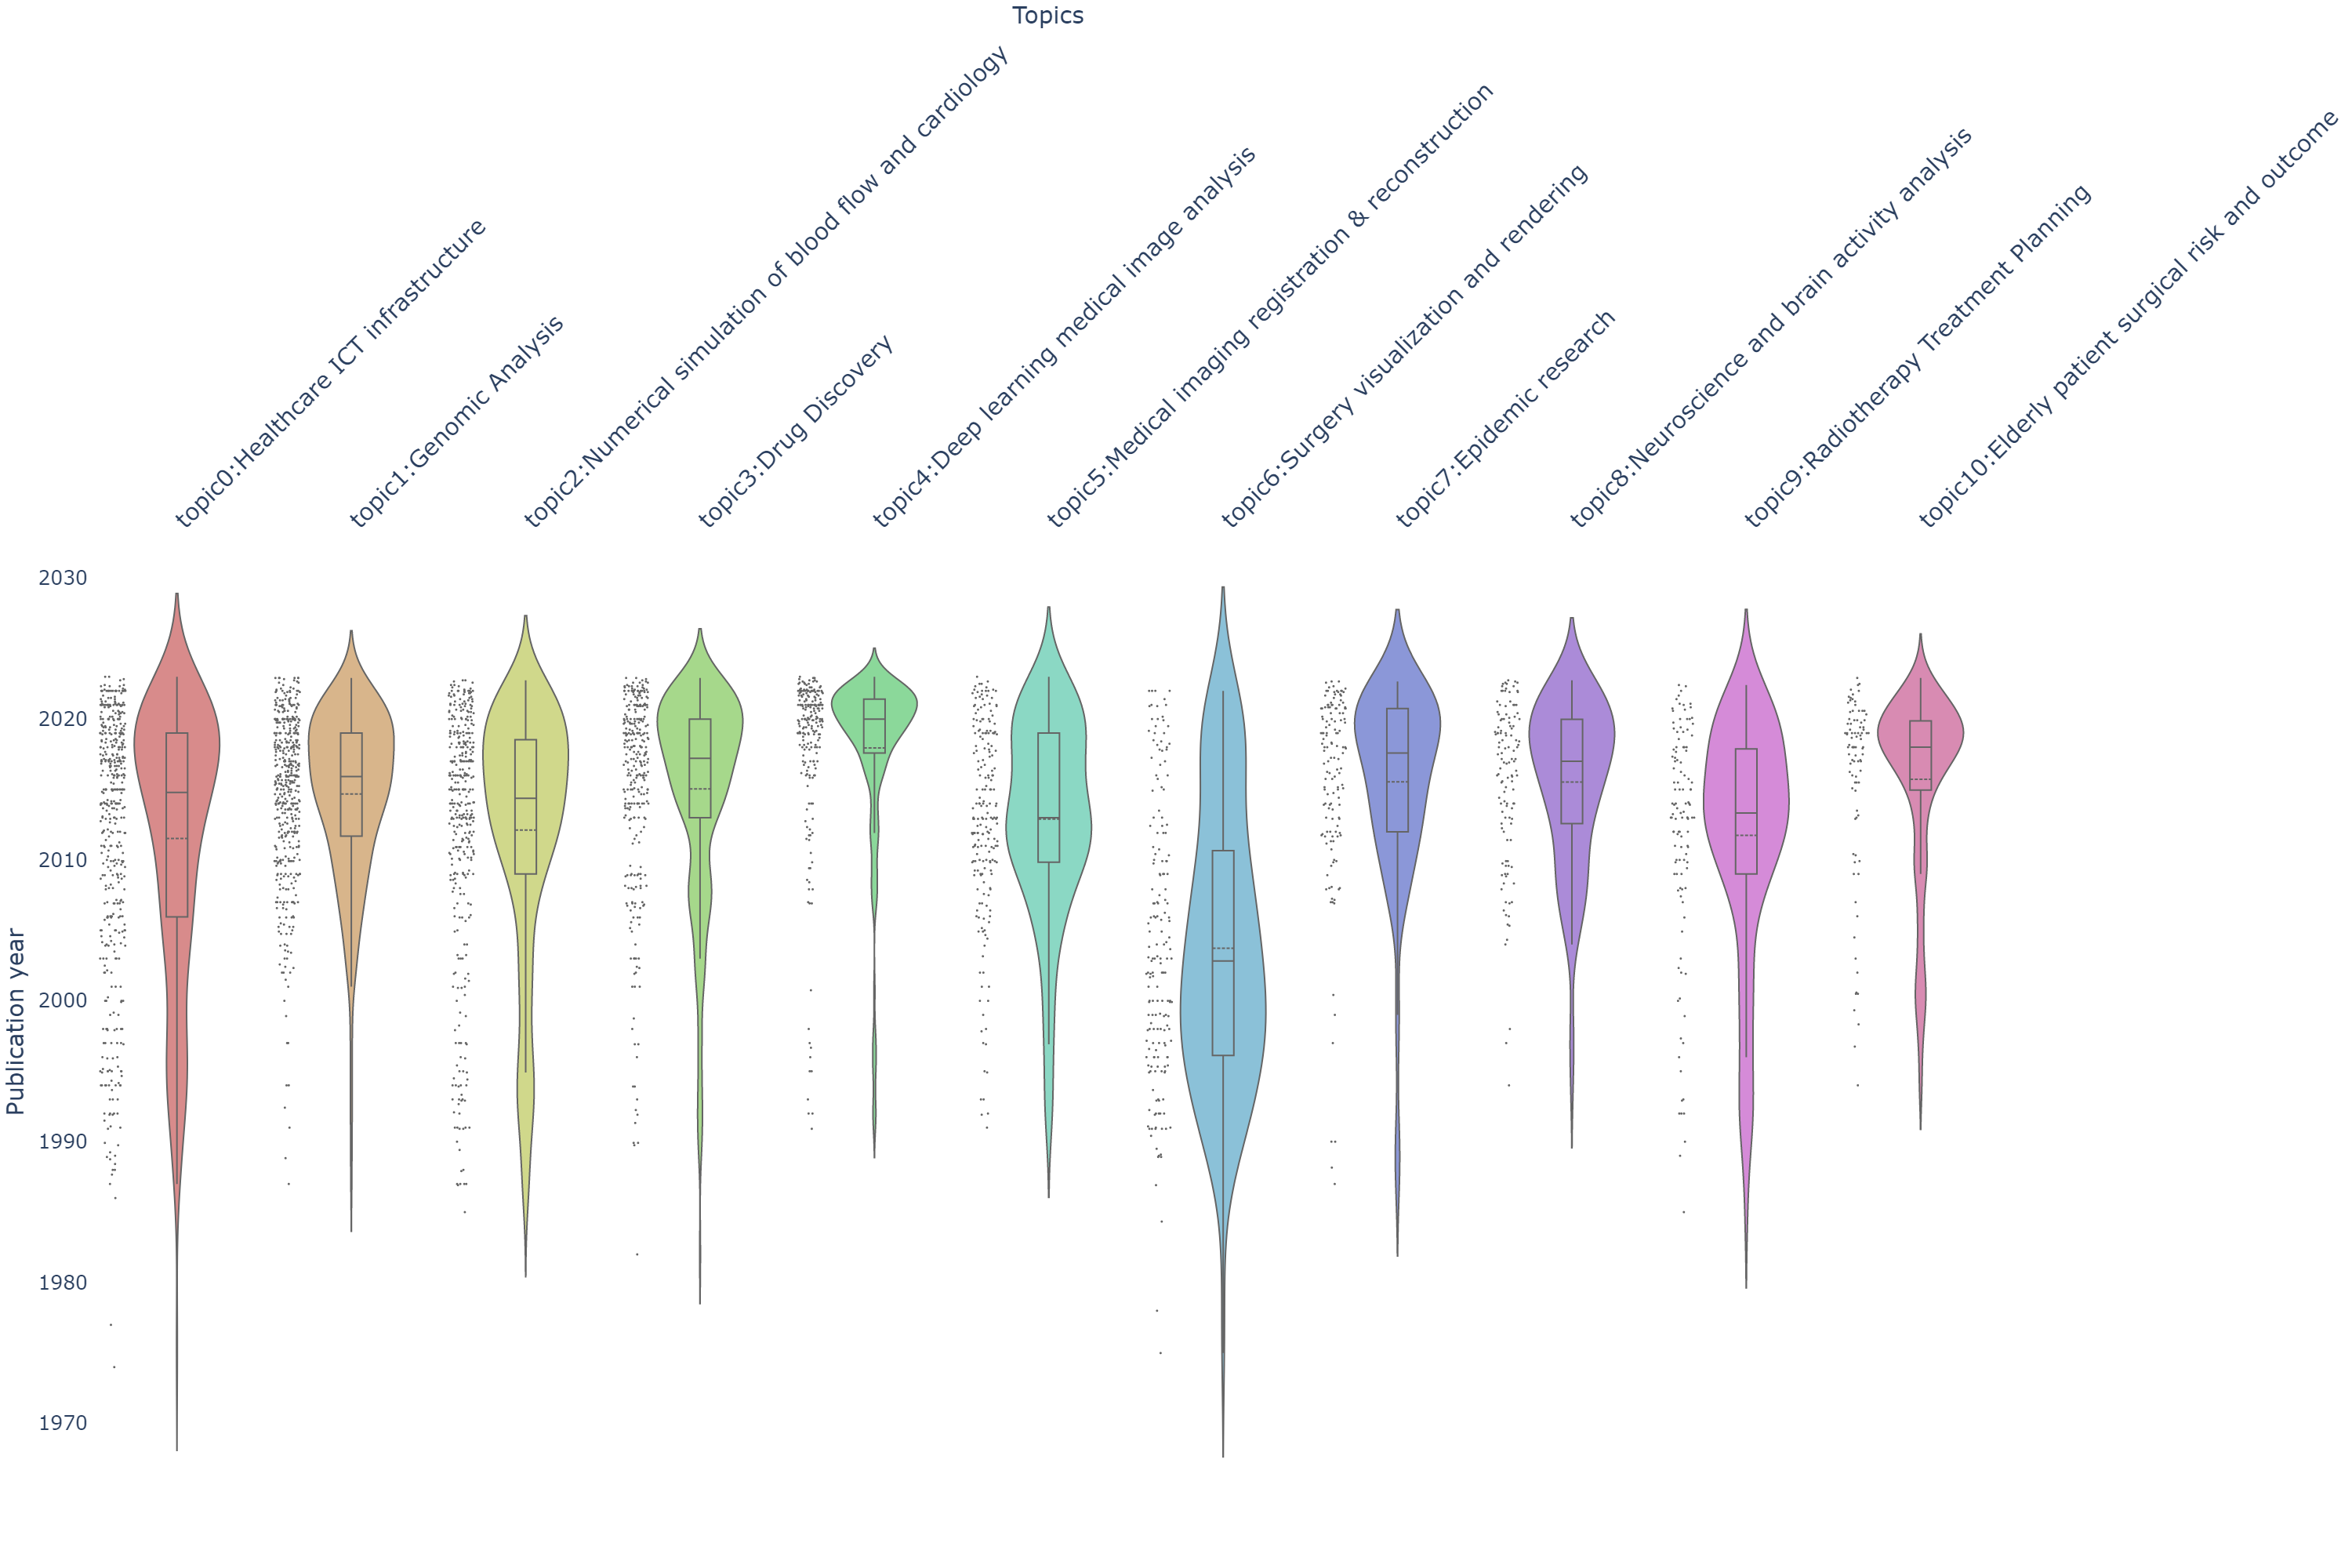 Topics
topic0:Healthcare ICT infrastructure
topic1:Genomic Analysis
topic2:Numerical simulation of blood flow and cardiology
topic3:Drug Discovery
topic4:Deep learning medical image analysis
topic5:Medical imaging registration & reconstruction
topic6:Surgery visualization and rendering
topic7:Epidemic research
topic8:Neuroscience and brain activity analysis
topic9:Radiotherapy Treatment Planning
topic10:Elderly patient surgical risk and outcome
Publication year
2030
2020
2010
2000
1990
1980
1970